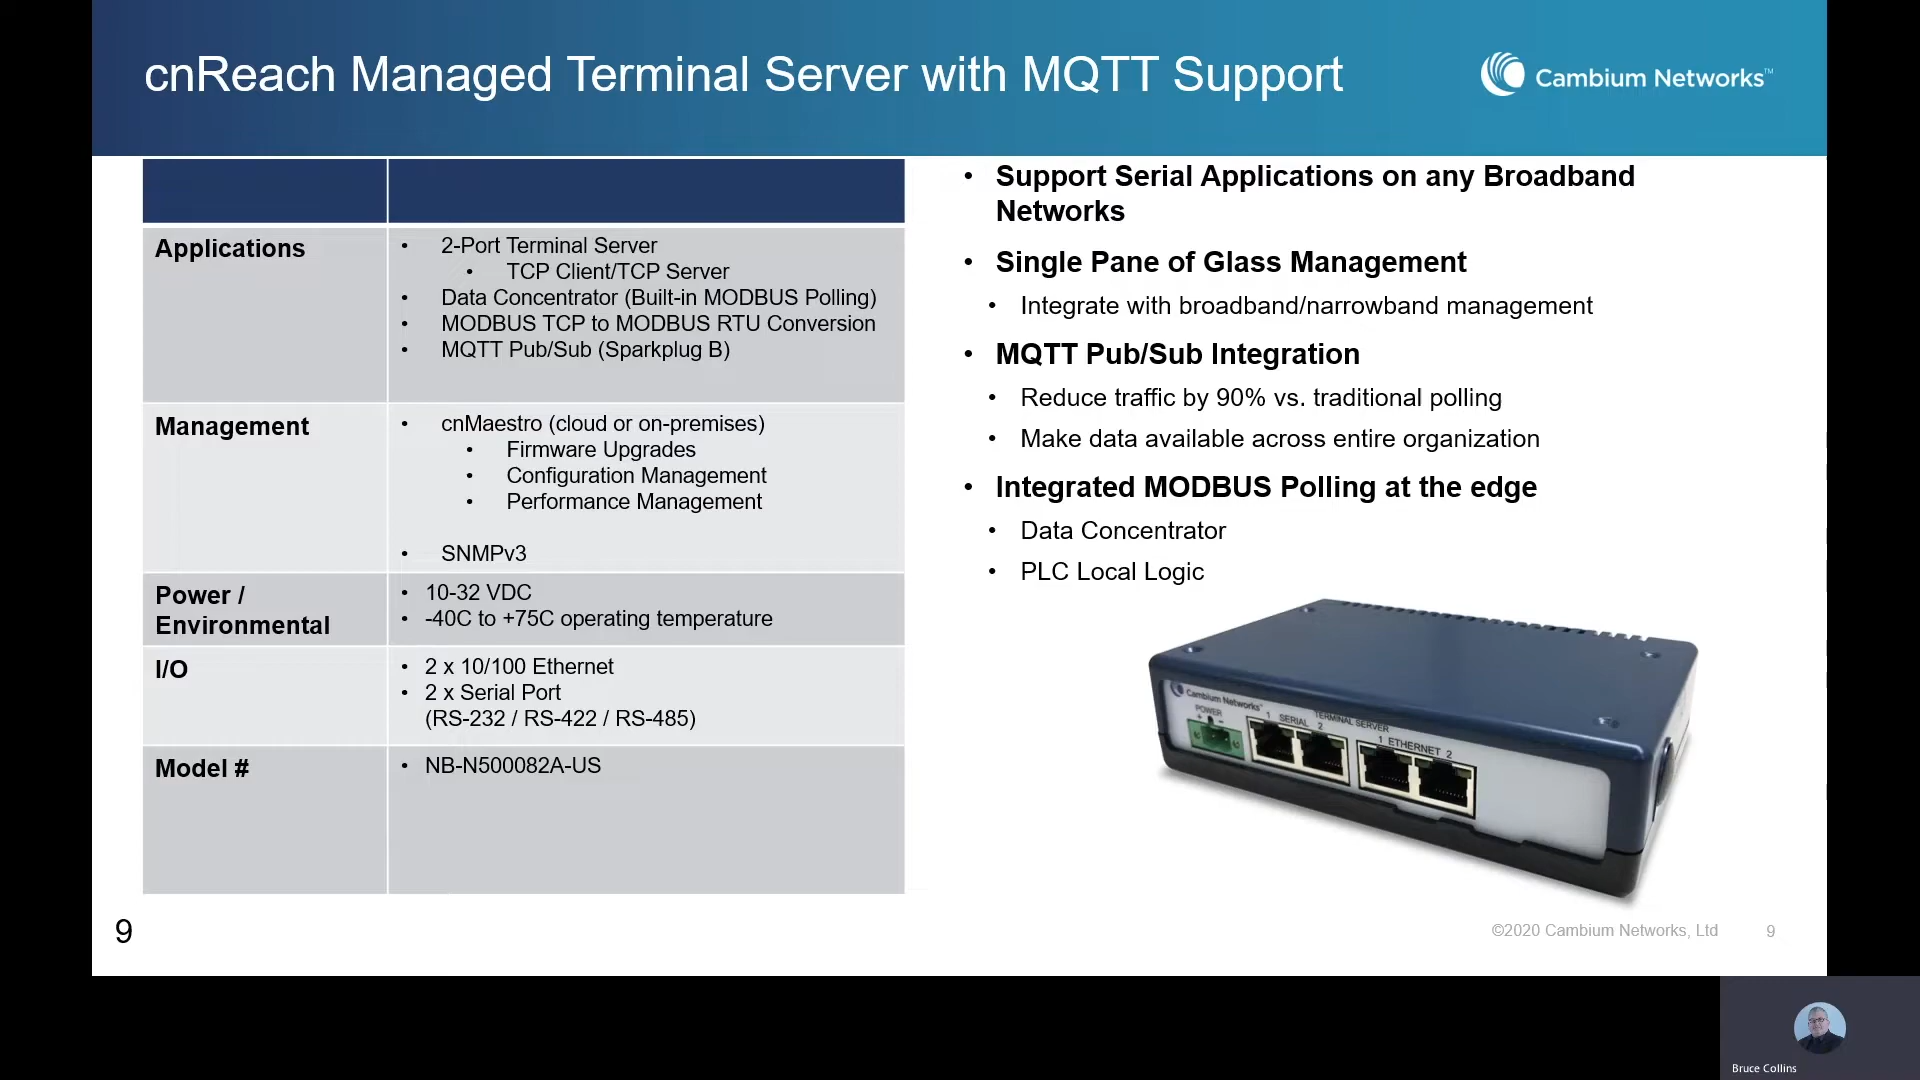 cnReach Managed Terminal Server with MQTT Support
Cambium Networks™
Applications
• 2-Port Terminal Server
• TCP Client/TCP Server
• Data Concentrator (Built-in MODBUS Polling)
• MODBUS TCP to MODBUS RTU Conversion
• MQTT Pub/Sub (Sparkplug B)
Management
• cnMaestro (cloud or on-premises)
• Firmware Upgrades
• Configuration Management
• Performance Management
• SNMPv3
Power /
Environmental
• 10-32 VDC
• -40C to +75C operating temperature
I/O
• 2 x 10/100 Ethernet
• 2 x Serial Port
(RS-232 / RS-422 / RS-485)
Model #
• NB-N500082A-US
• Support Serial Applications on any Broadband
Networks
• Single Pane of Glass Management
• Integrate with broadband/narrowband management
• MQTT Pub/Sub Integration
• Reduce traffic by 90% vs. traditional polling
• Make data available across entire organization
• Integrated MODBUS Polling at the edge
• Data Concentrator
• PLC Local Logic
Cambium Networks™
POWER
+ -
TERMINAL SERVER
1 SERIAL 2
1 ETHERNET 2
9
©2020 Cambium Networks, Ltd
9
Bruce Collins